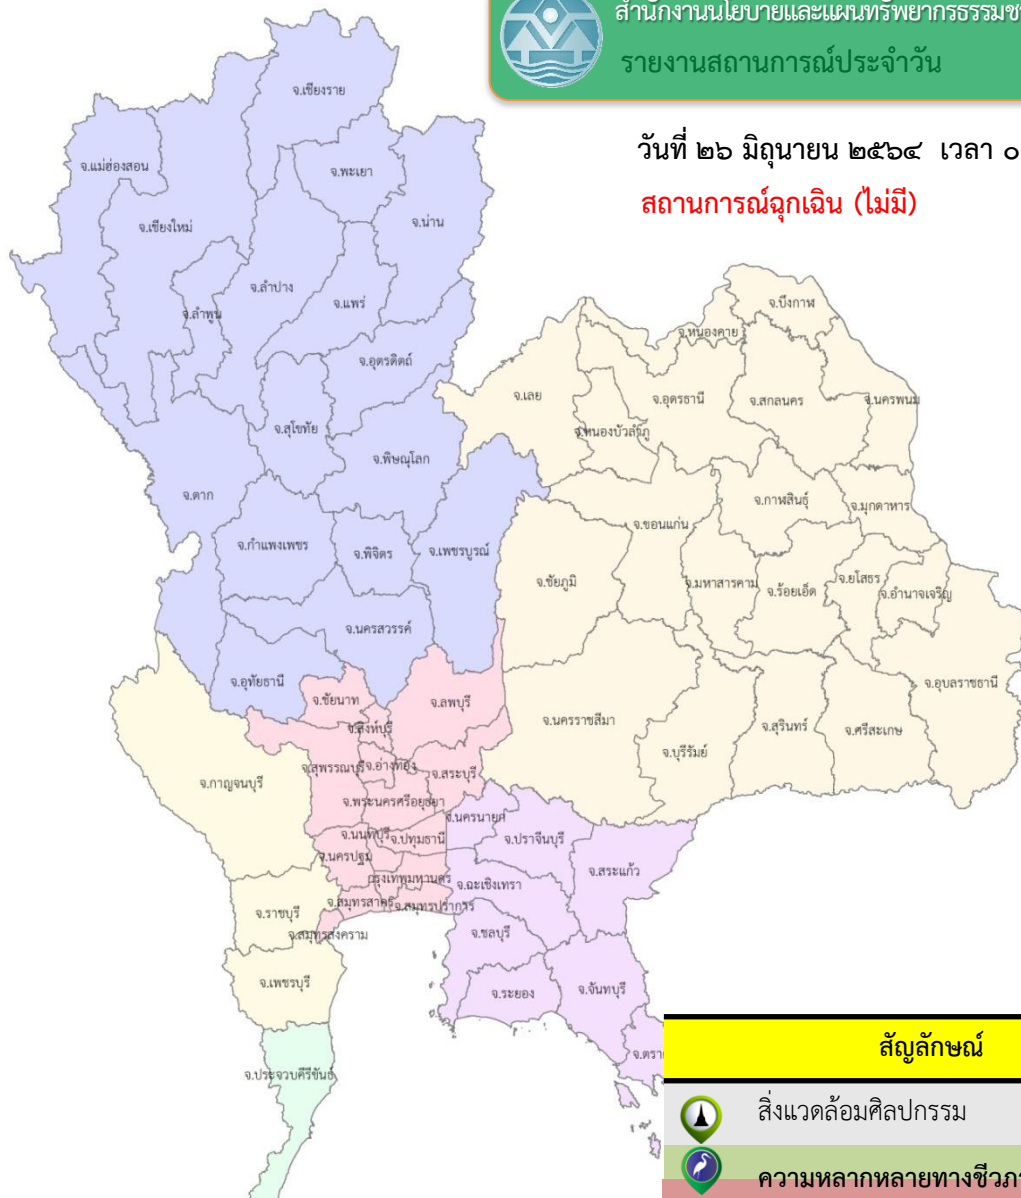 สำนักงานนโยบายและแผนทรัพยากรธรรมช
รายงานสถานการณ์ประจำวัน
วันที่ ๒๖ มิถุนายน ๒๕๖๔ เวลา ๐
สถานการณ์ฉุกเฉิน (ไม่มี)
จ.เชียงราย
จ.แม่ฮ่องสอน
จ.พะเยา
จ.เชียงใหม่
จ.น่าน
จ.ลำปาง
จ.แพร่
จ.ลำพูน
จ.อุตรดิตถ์
จ.บึงกาฬ
จ.หนองคาย
จ.เลย
จ.อุดรธานี
จ.สกลนคร
จ.นครพนม
จ.สุโขทัย
จ.หนองบัวลำภู
จ.พิษณุโลก
จ.ตาก
จ.กาฬสินธุ์
จ.มุกดาหาร
จ.ขอนแก่น
จ.กำแพงเพชร
จ.พิจิตร
จ.เพชรบูรณ์
จ.ชัยภูมิ
จ.มหาสารคาม
จ.ร้อยเอ็ด
จ.ยโสธร
จ.อำนาจเจริญ
จ.นครสวรรค์
จ.อุทัยธานี
จ.อุบลราชธานี
จ.ชัยนาท
จ.ลพบุรี
จ.นครราชสีมา
จ.สิงห์บุรี
จ.สุรินทร์
จ.ศรีสะเกษ
จ.บุรีรัมย์
จ.กาญจนบุรี
จ.สุพรรณบุรี
จ.อ่างทอง
จ.สระบุรี
จ.พระนครศรีอยุธยา
จ.นครนายก
จ.นนทบุรี
จ.ปทุมธานี
จ.ปราจีนบุรี
จ.นครปฐม
จ.สระแก้ว
กรุงเทพมหานคร
จ.ฉะเชิงเทรา
จ.ราชบุรี
จ.สมุทรสาคร
จ.สมุทรปราการ
จ.สมุทรสงคราม
จ.ชลบุรี
จ.เพชรบุรี
จ.ระยอง
จ.จันทบุรี
จ.ตรา
จ.ประจวบคีรีขันธ์
สัญลักษณ์
สิ่งแวดล้อมศิลปกรรม
ความหลากหลายทางชีวภ